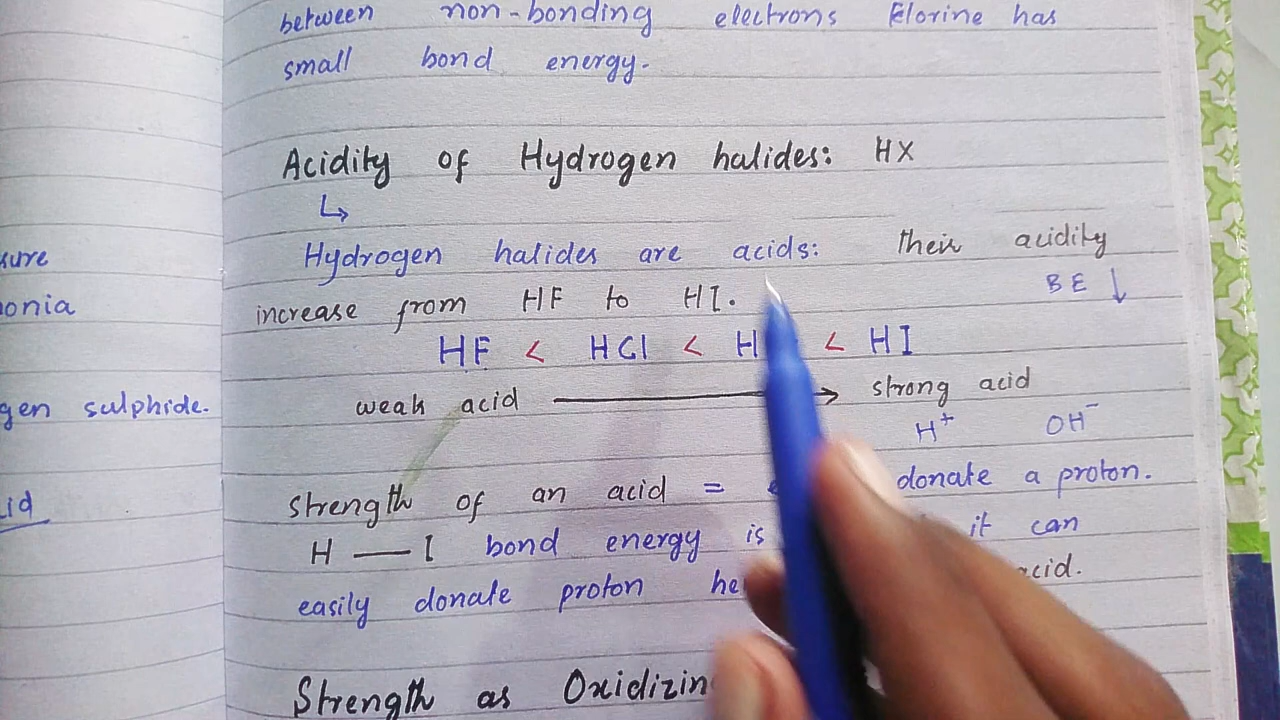 between non-bonding electrons Florine has
small bond energy.
Acidity of Hydrogen halides: HX
↳
Hydrogen halides are acids: their acidity
increase from HF to HI. BE ↓
HF < HCl < H < HI
weak acid → strong acid
H⁺ OH⁻
strength of an acid = donate a proton.
H — I bond energy is it can
easily donate proton acid.
Strength as Oxidizin
sure
onia
gen sulphide.
id